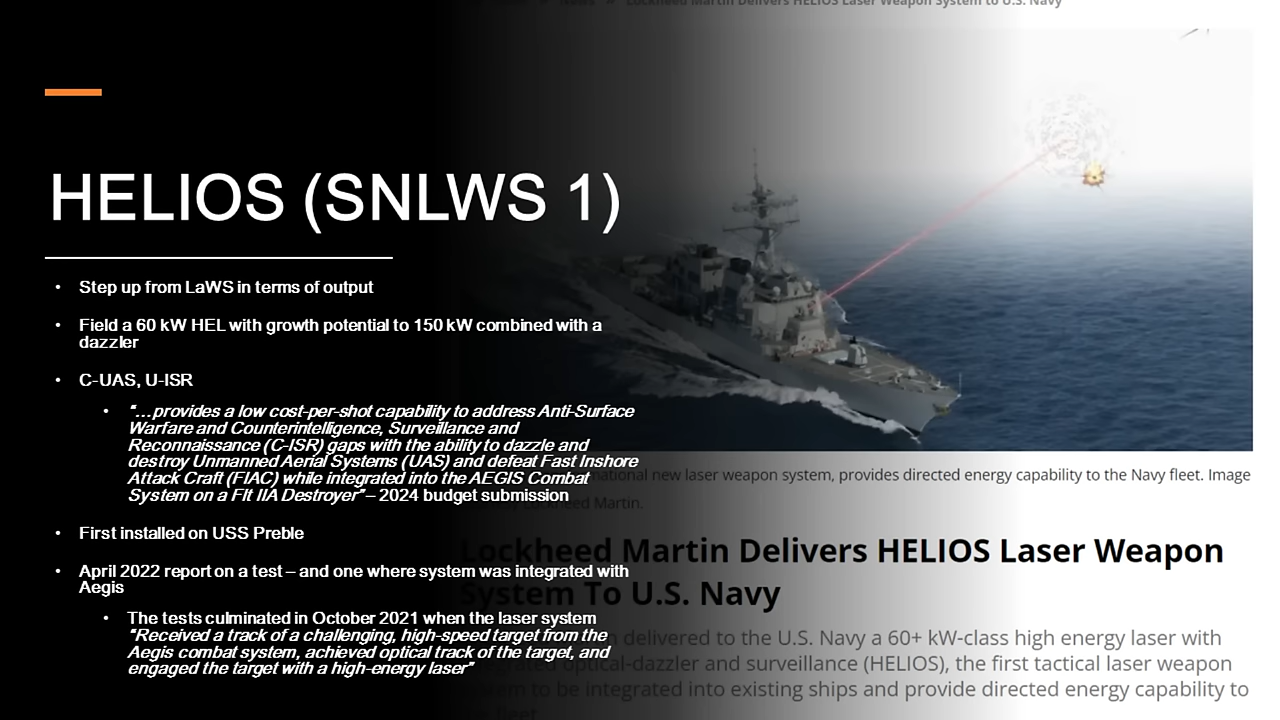 Lockheed Martin Delivers HELIOS Laser Weapon System to U.S. Navy
HELIOS (SNLWS 1)
• Step up from LaWS in terms of output
• Field a 60 kW HEL with growth potential to 150 kW combined with a
dazzler
• C-UAS, U-ISR
• “…provides a low cost-per-shot capability to address Anti-Surface
Warfare and Counterintelligence, Surveillance and
Reconnaissance (C-ISR) gaps with the ability to dazzle and
destroy Unmanned Aerial Systems (UAS) and defeat Fast Inshore
Attack Craft (FIAC) while integrated into the AEGIS Combat
System on a Flt IIA Destroyer” – 2024 budget submission
• First installed on USS Preble
• April 2022 report on a test – and one where system was integrated with
Aegis
• The tests culminated in October 2021 when the laser system
“Received a track of a challenging, high-speed target from the
Aegis combat system, achieved optical track of the target, and
engaged the target with a high-energy laser”
new laser weapon system, provides directed energy capability to the Navy fleet. Image
Lockheed Martin.
Lockheed Martin Delivers HELIOS Laser Weapon
System To U.S. Navy
delivered to the U.S. Navy a 60+ kW-class high energy laser with
optical-dazzler and surveillance (HELIOS), the first tactical laser weapon
to be integrated into existing ships and provide directed energy capability to
fleet.